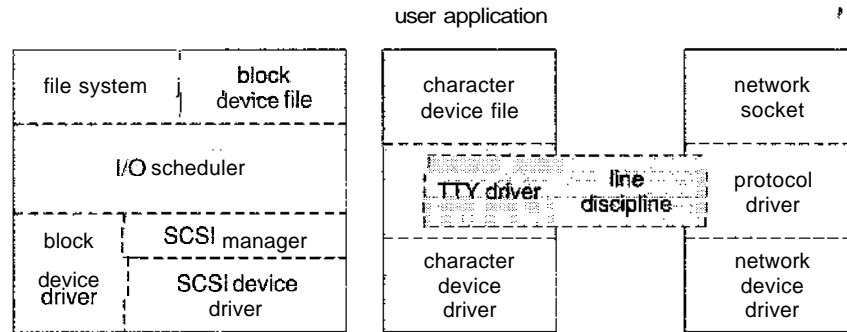 user application
file system
block
device file
I/O scheduler
block
device
driver
SCSI manager
SCSI device
driver
character
device file
TTY driver
line
discipline
character
device
driver
network
socket
protocol
driver
network
device
driver